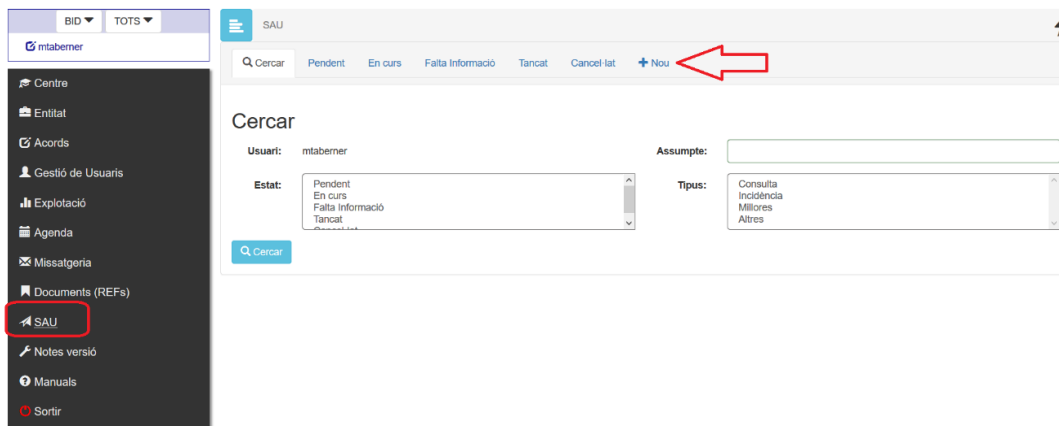 BID TOTS
mtaberner
Centre
Entitat
Acords
Gestió de Usuaris
Explotació
Agenda
Missatgeria
Documents (REFs)
SAU
Notes versió
Manuals
Sortir
SAU
Cercar Pendent En curs Falta Informació Tancat Cancel·lat Nou
Cercar
Usuari: mtaberner Assumpte:
Estat: Pendent
En curs
Falta Informació
Tancat
Tipus: Consulta
Incidència
Millores
Altres
Cercar